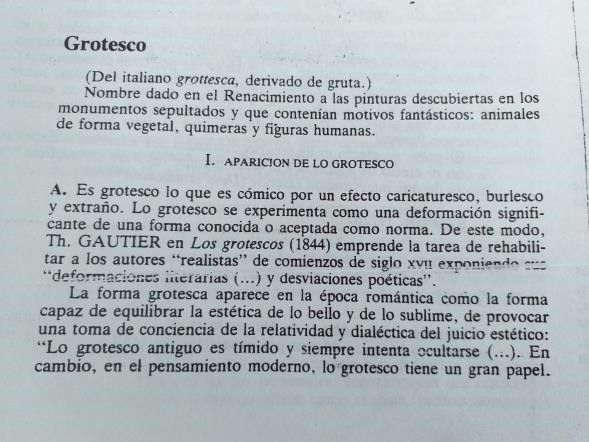 Grotesco
(Del italiano grottesca, derivado de gruta.)
Nombre dado en el Renacimiento a las pinturas descubiertas en los
monumentos sepultados y que contenían motivos fantásticos: animales
de forma vegetal, quimeras y figuras humanas.
I. APARICION DE LO GROTESCO
A. Es grotesco lo que es cómico por un efecto caricaturesco, burlesco
y extraño. Lo grotesco se experimenta como una deformación signifi-
cante de una forma conocida o aceptada como norma. De este modo,
Th. GAUTIER en Los grotescos (1844) emprende la tarea de rehabili-
tar a los autores “realistas” de comienzos de siglo XVII exponiendo sus
“deformaciones literarias (...) y desviaciones poéticas”.
La forma grotesca aparece en la época romántica como la forma
capaz de equilibrar la estética de lo bello y de lo sublime, de provocar
una toma de conciencia de la relatividad y dialéctica del juicio estético:
“Lo grotesco antiguo es tímido y siempre intenta ocultarse (...). En
cambio, en el pensamiento moderno, lo grotesco tiene un gran papel.